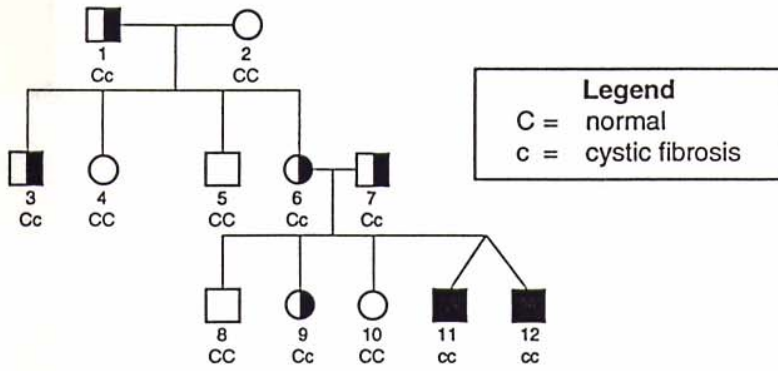 1 2
Cc CC
Legend
C = normal
c = cystic fibrosis
3 4 5 6 7
Cc CC CC Cc Cc
8 9 10 11 12
CC Cc CC cc cc